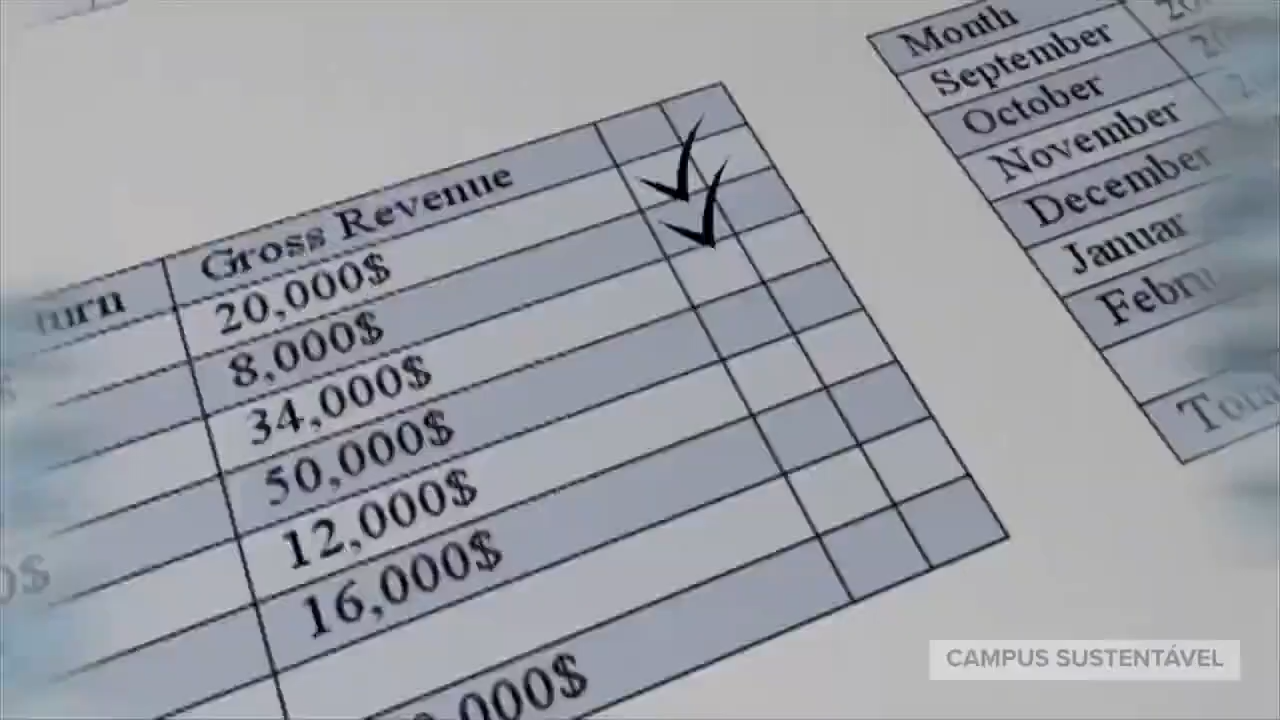 Gross Revenue
20,000$
8,000$
34,000$
50,000$
12,000$
16,000$
Month
September
October
November
December
CAMPUS SUSTENTÁVEL